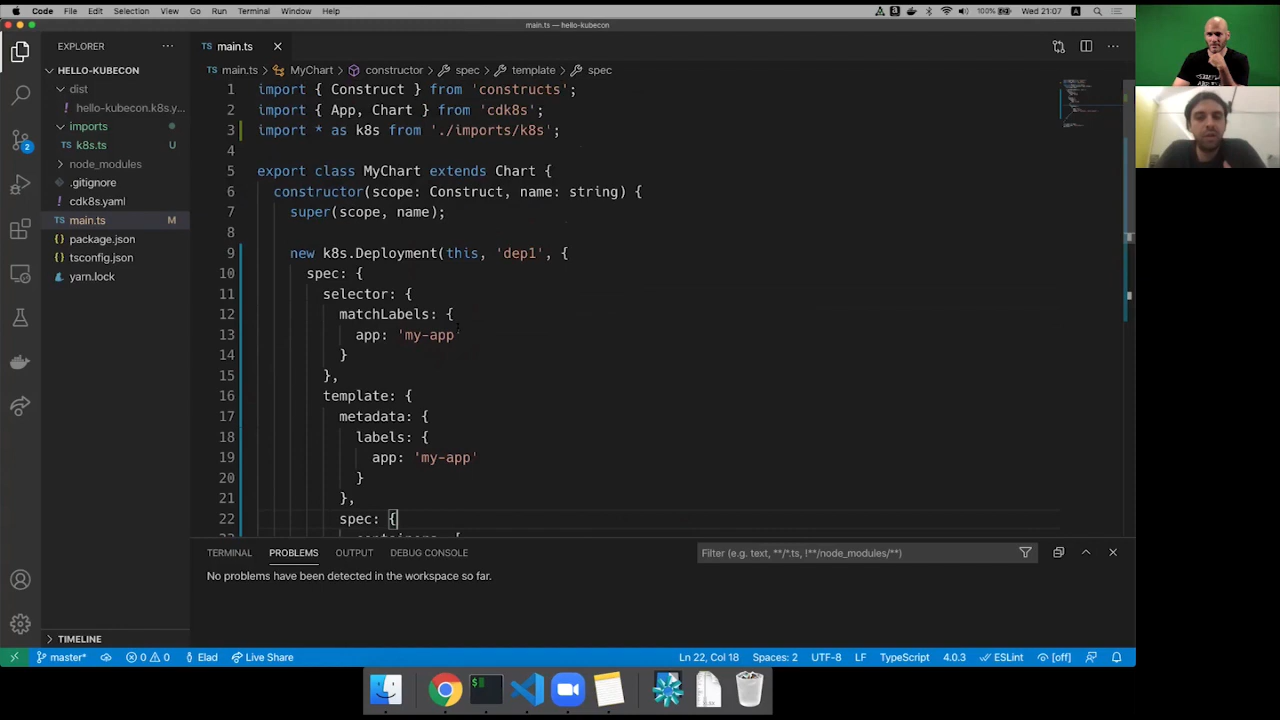 Code File Edit Selection View Go Run Terminal Window Help 100% Wed 21:07 A
main.ts — hello-kubecon
EXPLORER
HELLO-KUBECON
dist
hello-kubecon.k8s.y...
imports
k8s.ts U
node_modules
.gitignore
cdk8s.yaml
main.ts M
package.json
tsconfig.json
yarn.lock
TIMELINE
2
TS main.ts
TS main.ts > MyChart > constructor > spec > template > spec
1 import { Construct } from 'constructs';
2 import { App, Chart } from 'cdk8s';
3 import * as k8s from './imports/k8s';
4
5 export class MyChart extends Chart {
6 constructor(scope: Construct, name: string) {
7 super(scope, name);
8
9 new k8s.Deployment(this, 'dep1', {
10 spec: {
11 selector: {
12 matchLabels: {
13 app: 'my-app'
14 }
15 },
16 template: {
17 metadata: {
18 labels: {
19 app: 'my-app'
20 }
21 },
22 spec: {
TERMINAL PROBLEMS OUTPUT DEBUG CONSOLE Filter (e.g. text, **/*.ts, !**/node_modules/**)
No problems have been detected in the workspace so far.
master* 0 0 Elad Live Share Ln 22, Col 18 Spaces: 2 UTF-8 LF TypeScript 4.0.3 ESLint [off]